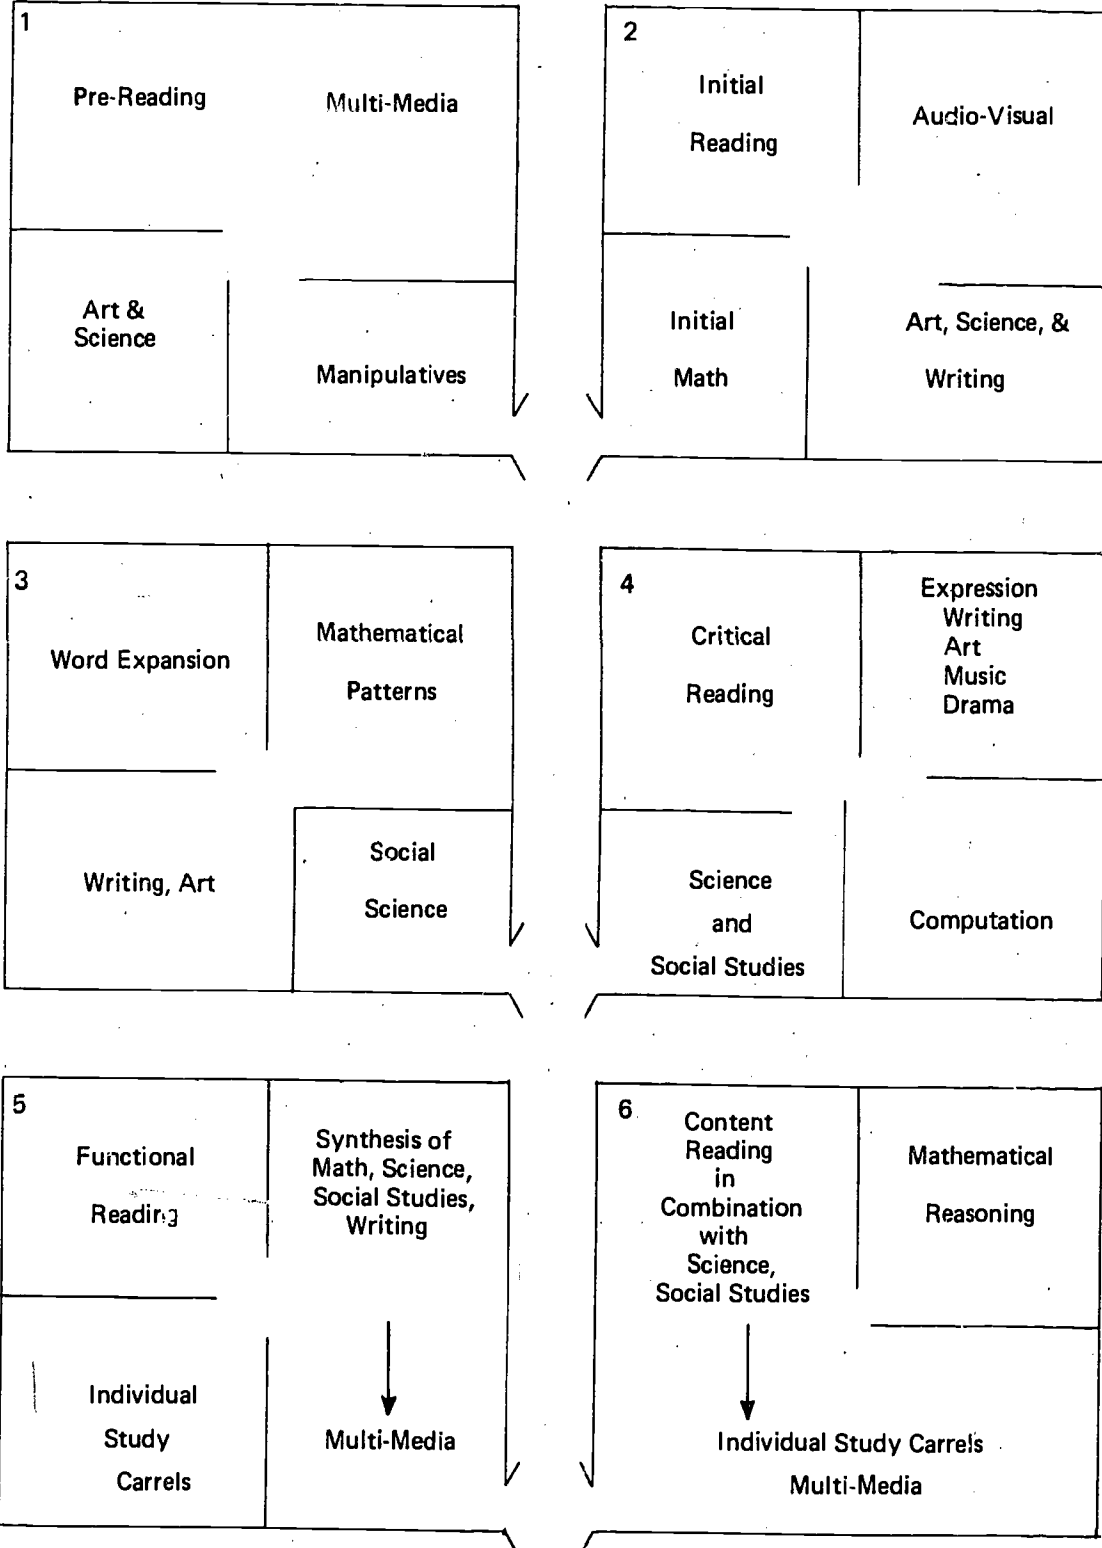 1
Pre-Reading
Multi-Media
Art &
Science
Manipulatives
2
Initial
Reading
Audio-Visual
Initial
Math
Art, Science, &
Writing
3
Word Expansion
Mathematical
Patterns
Writing, Art
Social
Science
4
Critical
Reading
Expression
Writing
Art
Music
Drama
Science
and
Social Studies
Computation
5
Functional
Reading
Synthesis of
Math, Science,
Social Studies,
Writing
Individual
Study
Carrels
Multi-Media
6
Content
Reading
in
Combination
with
Science,
Social Studies
Mathematical
Reasoning
Individual Study Carrels
Multi-Media